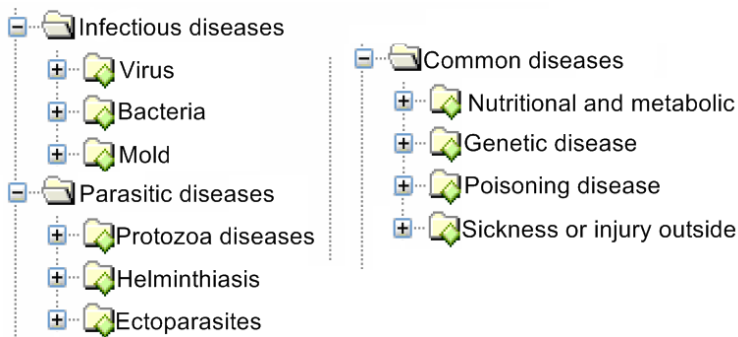 Infectious diseases
Virus
Bacteria
Mold
Parasitic diseases
Protozoa diseases
Helminthiasis
Ectoparasites
Common diseases
Nutritional and metabolic
Genetic disease
Poisoning disease
Sickness or injury outside